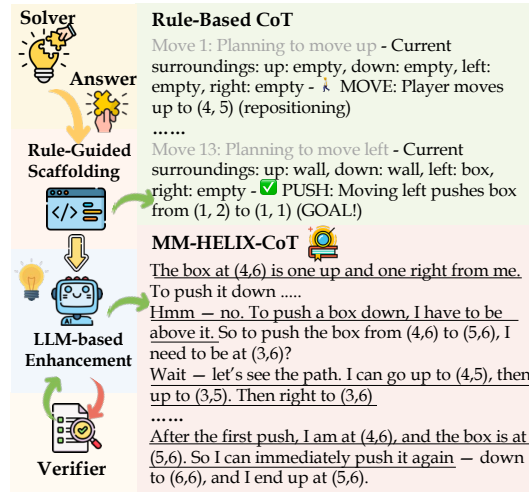 Solver
Answer
Rule-Guided
Scaffolding
</>
AI
LLM-based
Enhancement
Verifier
Rule-Based CoT
Move 1: Planning to move up - Current
surroundings: up: empty, down: empty, left:
empty, right: empty - 🚶 MOVE: Player moves
up to (4, 5) (repositioning)
……
Move 13: Planning to move left - Current
surroundings: up: wall, down: wall, left: box,
right: empty - ✅ PUSH: Moving left pushes box
from (1, 2) to (1, 1) (GOAL!)
MM-HELIX-CoT
The box at (4,6) is one up and one right from me.
To push it down .....
Hmm — no. To push a box down, I have to be
above it. So to push the box from (4,6) to (5,6), I
need to be at (3,6)?
Wait — let's see the path. I can go up to (4,5), then
up to (3,5). Then right to (3,6)
……
After the first push, I am at (4,6), and the box is at
(5,6). So I can immediately push it again — down
to (6,6), and I end up at (5,6).